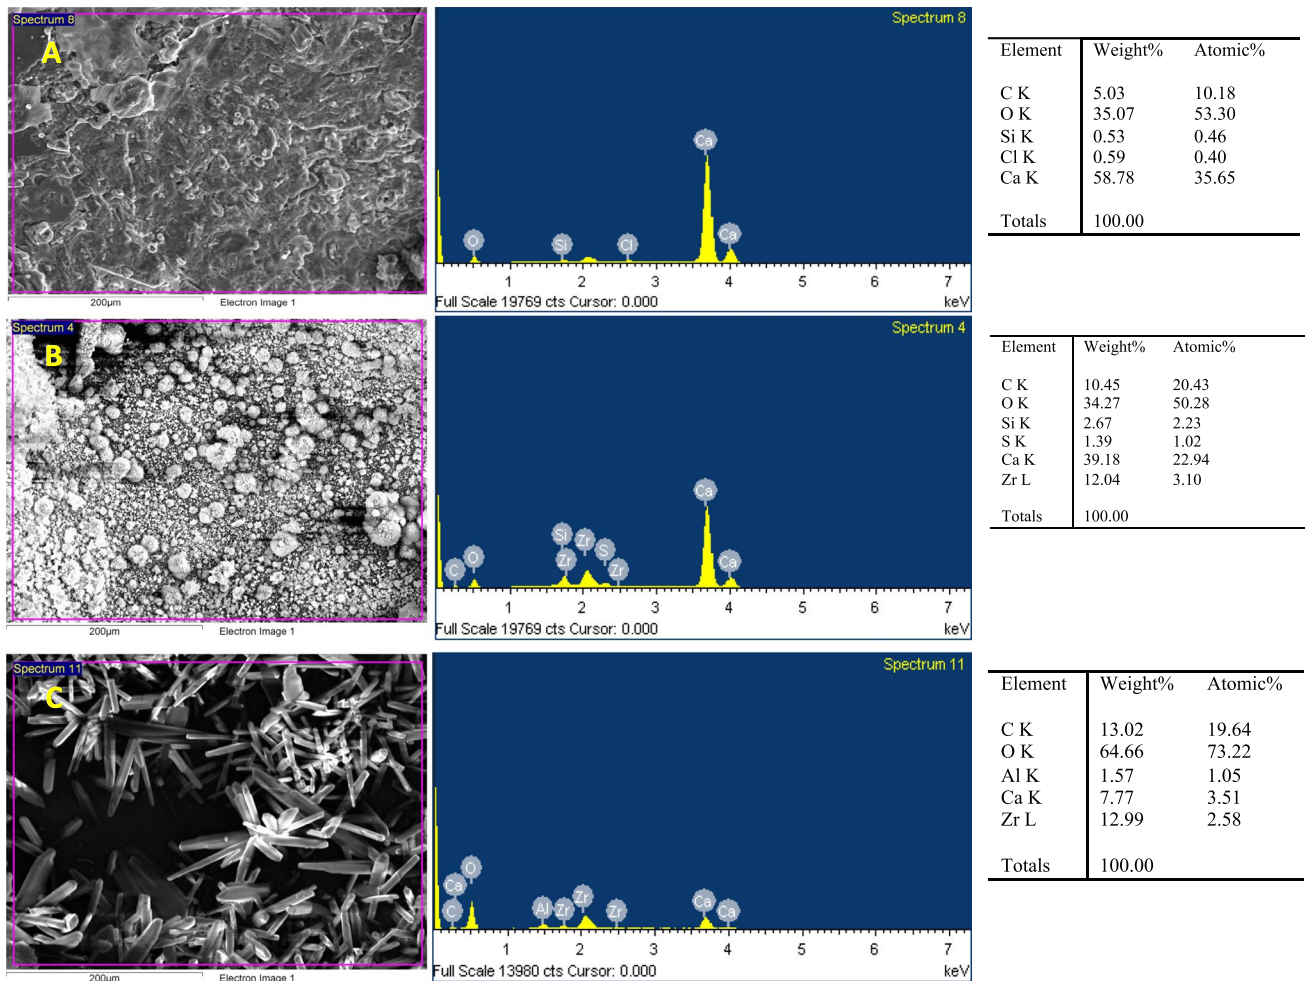 Spectrum 8
A
200µm Electron Image 1
Spectrum 8
O Si Cl Ca Ca
1 2 3 4 5 6 7
Full Scale 19769 cts Cursor: 0.000 keV
Element Weight% Atomic%
C K 5.03 10.18
O K 35.07 53.30
Si K 0.53 0.46
Cl K 0.59 0.40
Ca K 58.78 35.65
Totals 100.00
Spectrum 4
B
200µm Electron Image 1
Spectrum 4
C O Si Zr Zr S Zr Ca Ca
1 2 3 4 5 6 7
Full Scale 19769 cts Cursor: 0.000 keV
Element Weight% Atomic%
C K 10.45 20.43
O K 34.27 50.28
Si K 2.67 2.23
S K 1.39 1.02
Ca K 39.18 22.94
Zr L 12.04 3.10
Totals 100.00
Spectrum 11
C
200µm Electron Image 1
Spectrum 11
Ca C O Al Zr Zr Zr Ca Ca
1 2 3 4 5 6 7
Full Scale 13980 cts Cursor: 0.000 keV
Element Weight% Atomic%
C K 13.02 19.64
O K 64.66 73.22
Al K 1.57 1.05
Ca K 7.77 3.51
Zr L 12.99 2.58
Totals 100.00